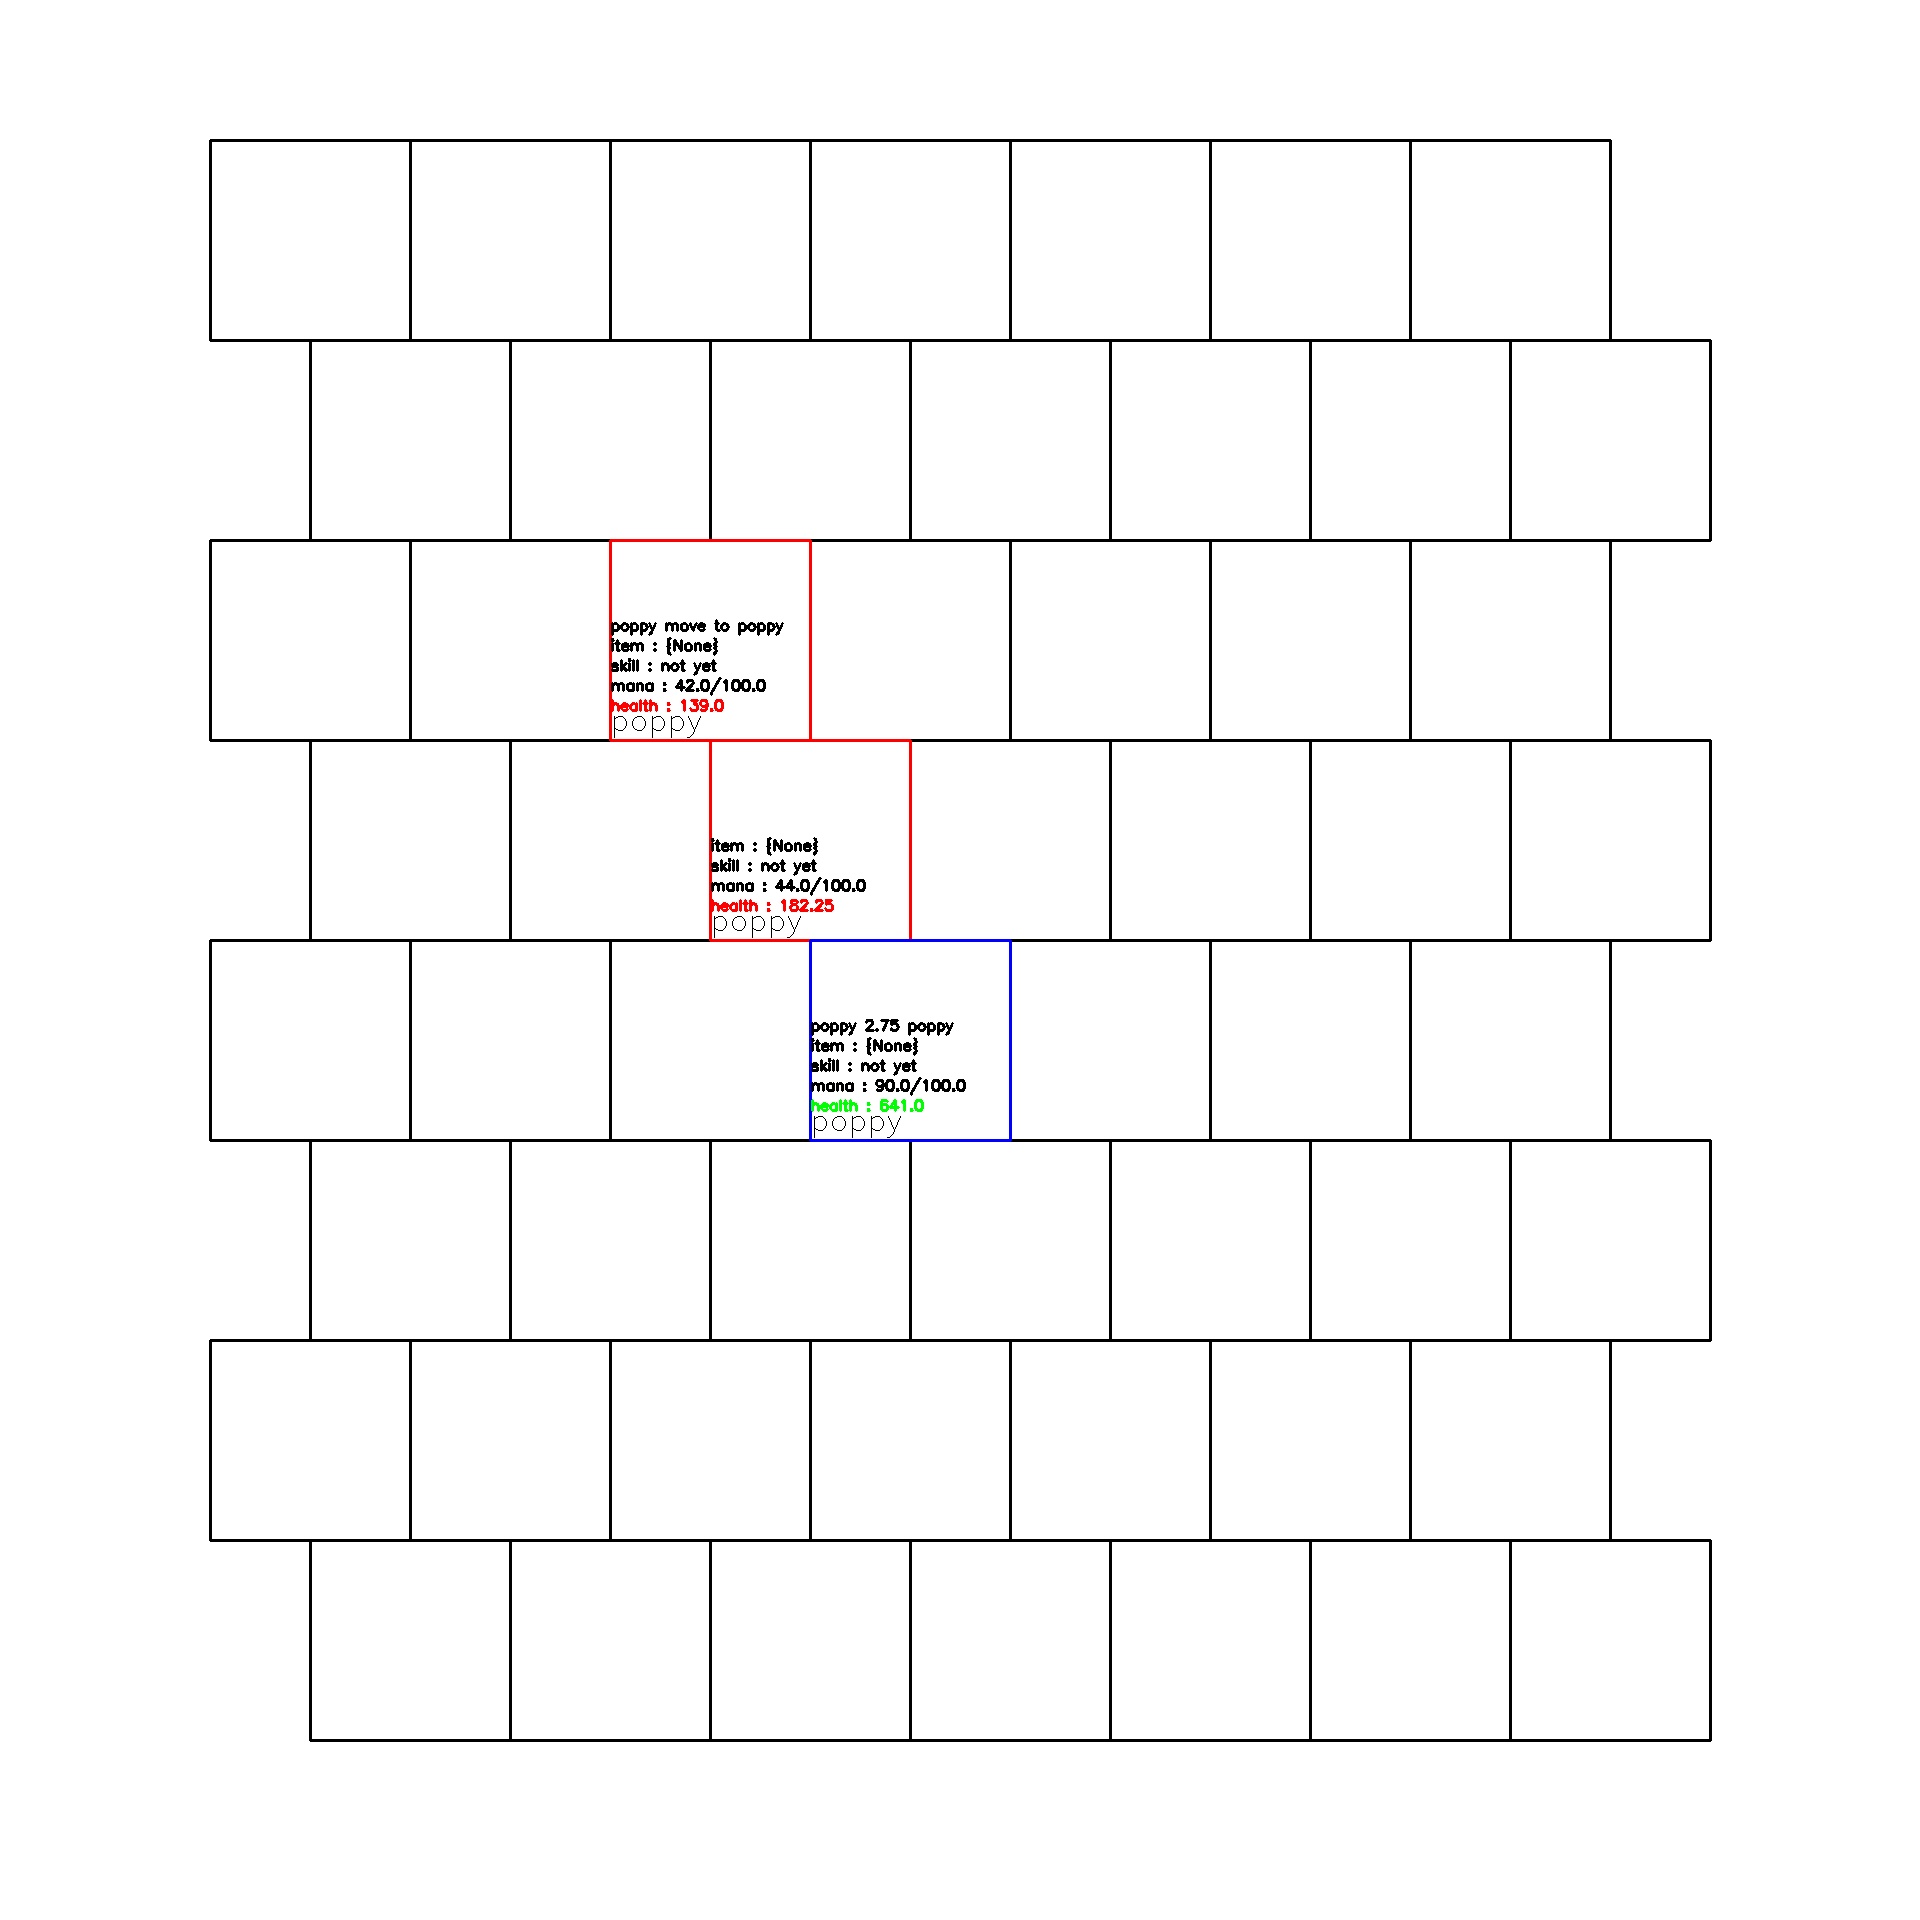 poppy move to poppy
item : {None}
skill : not yet
mana : 42.0/100.0
health : 139.0
poppy
item : {None}
skill : not yet
mana : 44.0/100.0
health : 182.25
poppy
poppy 2.75 poppy
item : {None}
skill : not yet
mana : 90.0/100.0
health : 641.0
poppy